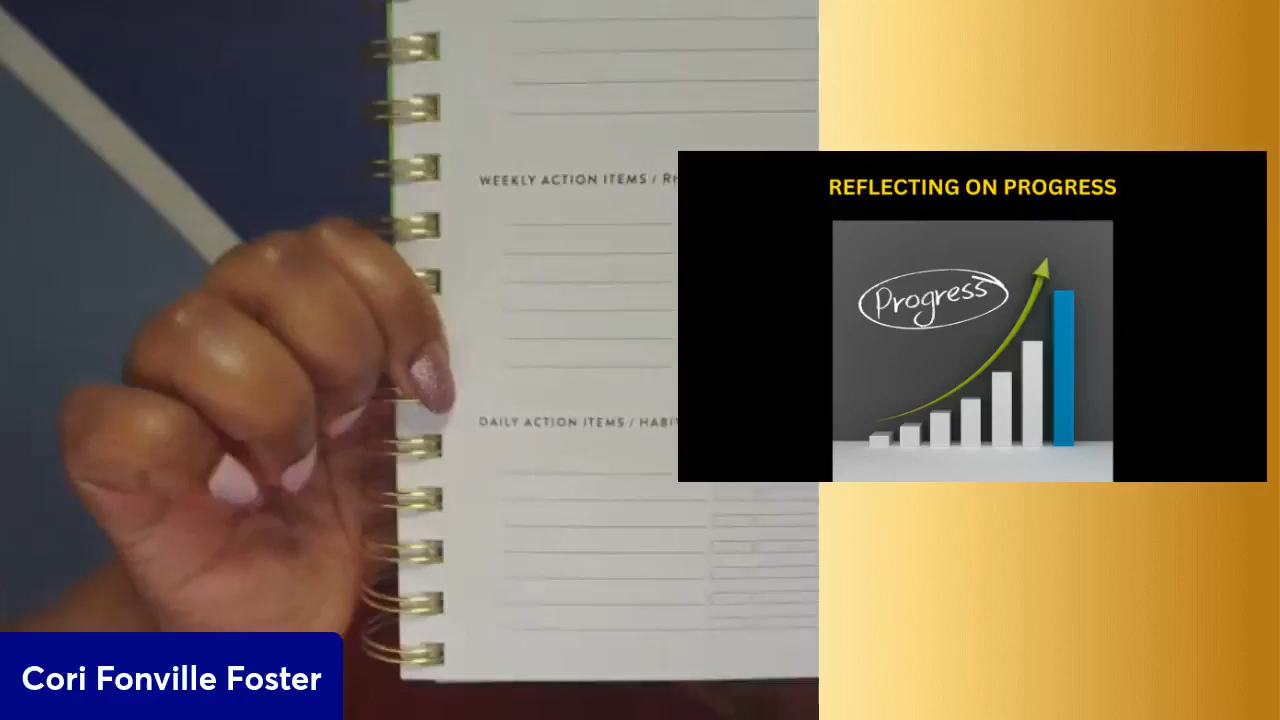 WEEKLY ACTION ITEMS /
REFLECTING ON PROGRESS
Progress
DAILY ACTION ITEMS /
Cori Fonville Foster